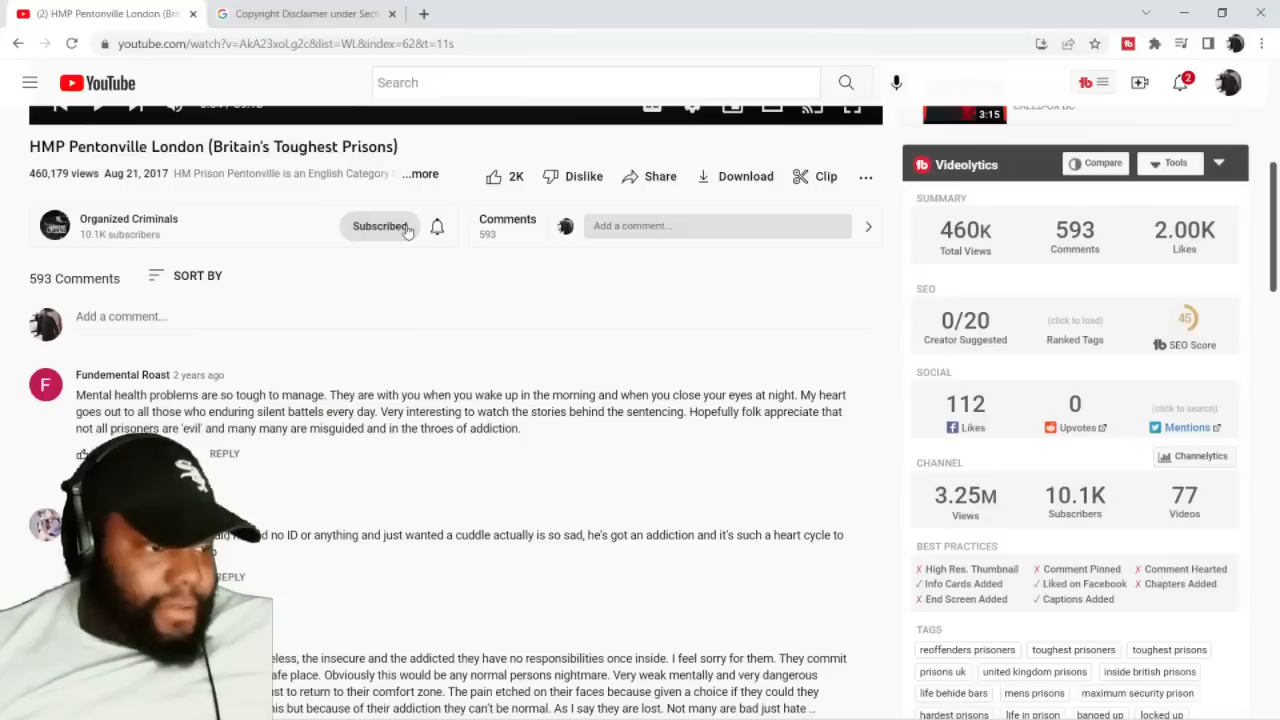 (2) HMP Pentonville London (Bri
Copyright Disclaimer under Sect
youtube.com/watch?v=AkA23xoLg2c&list=WL&index=62&t=11s
YouTube
Search
2
3:15
HMP Pentonville London (Britain's Toughest Prisons)
460,179 views Aug 21, 2017 HM Prison Pentonville is an English Category ...more
2K Dislike Share Download Clip ...
Organized Criminals
10.1K subscribers
Subscribed
Comments
593
Add a comment...
593 Comments SORT BY
Add a comment...
F
Fundemental Roast 2 years ago
Mental health problems are so tough to manage. They are with you when you wake up in the morning and when you close your eyes at night. My heart
goes out to all those who enduring silent battels every day. Very interesting to watch the stories behind the sentencing. Hopefully folk appreciate that
not all prisoners are 'evil' and many many are misguided and in the throes of addiction.
REPLY
no ID or anything and just wanted a cuddle actually is so sad, he's got an addiction and it's such a heart cycle to
REPLY
the insecure and the addicted they have no responsibilities once inside. I feel sorry for them. They commit
place. Obviously this would be any normal persons nightmare. Very weak mentally and very dangerous
to return to their comfort zone. The pain etched on their faces because given a choice if they could they
this but because of their addiction they can't be normal. As I say they are lost. Not many are bad just hate ..
tb Videolytics Compare Tools
SUMMARY
460K 593 2.00K
Total Views Comments Likes
SEO
0/20 (click to load) 45
Creator Suggested Ranked Tags tb SEO Score
SOCIAL
112 0 (click to search)
Likes Upvotes Mentions
Channelytics
CHANNEL
3.25M 10.1K 77
Views Subscribers Videos
BEST PRACTICES
✗ High Res. Thumbnail ✗ Comment Pinned ✗ Comment Hearted
✓ Info Cards Added ✓ Liked on Facebook ✗ Chapters Added
✗ End Screen Added ✓ Captions Added
TAGS
reoffenders prisoners toughest prisoners toughest prisons
prisons uk united kingdom prisons inside british prisons
life behide bars mens prisons maximum security prison
hardest prisons life in prison banged up locked up